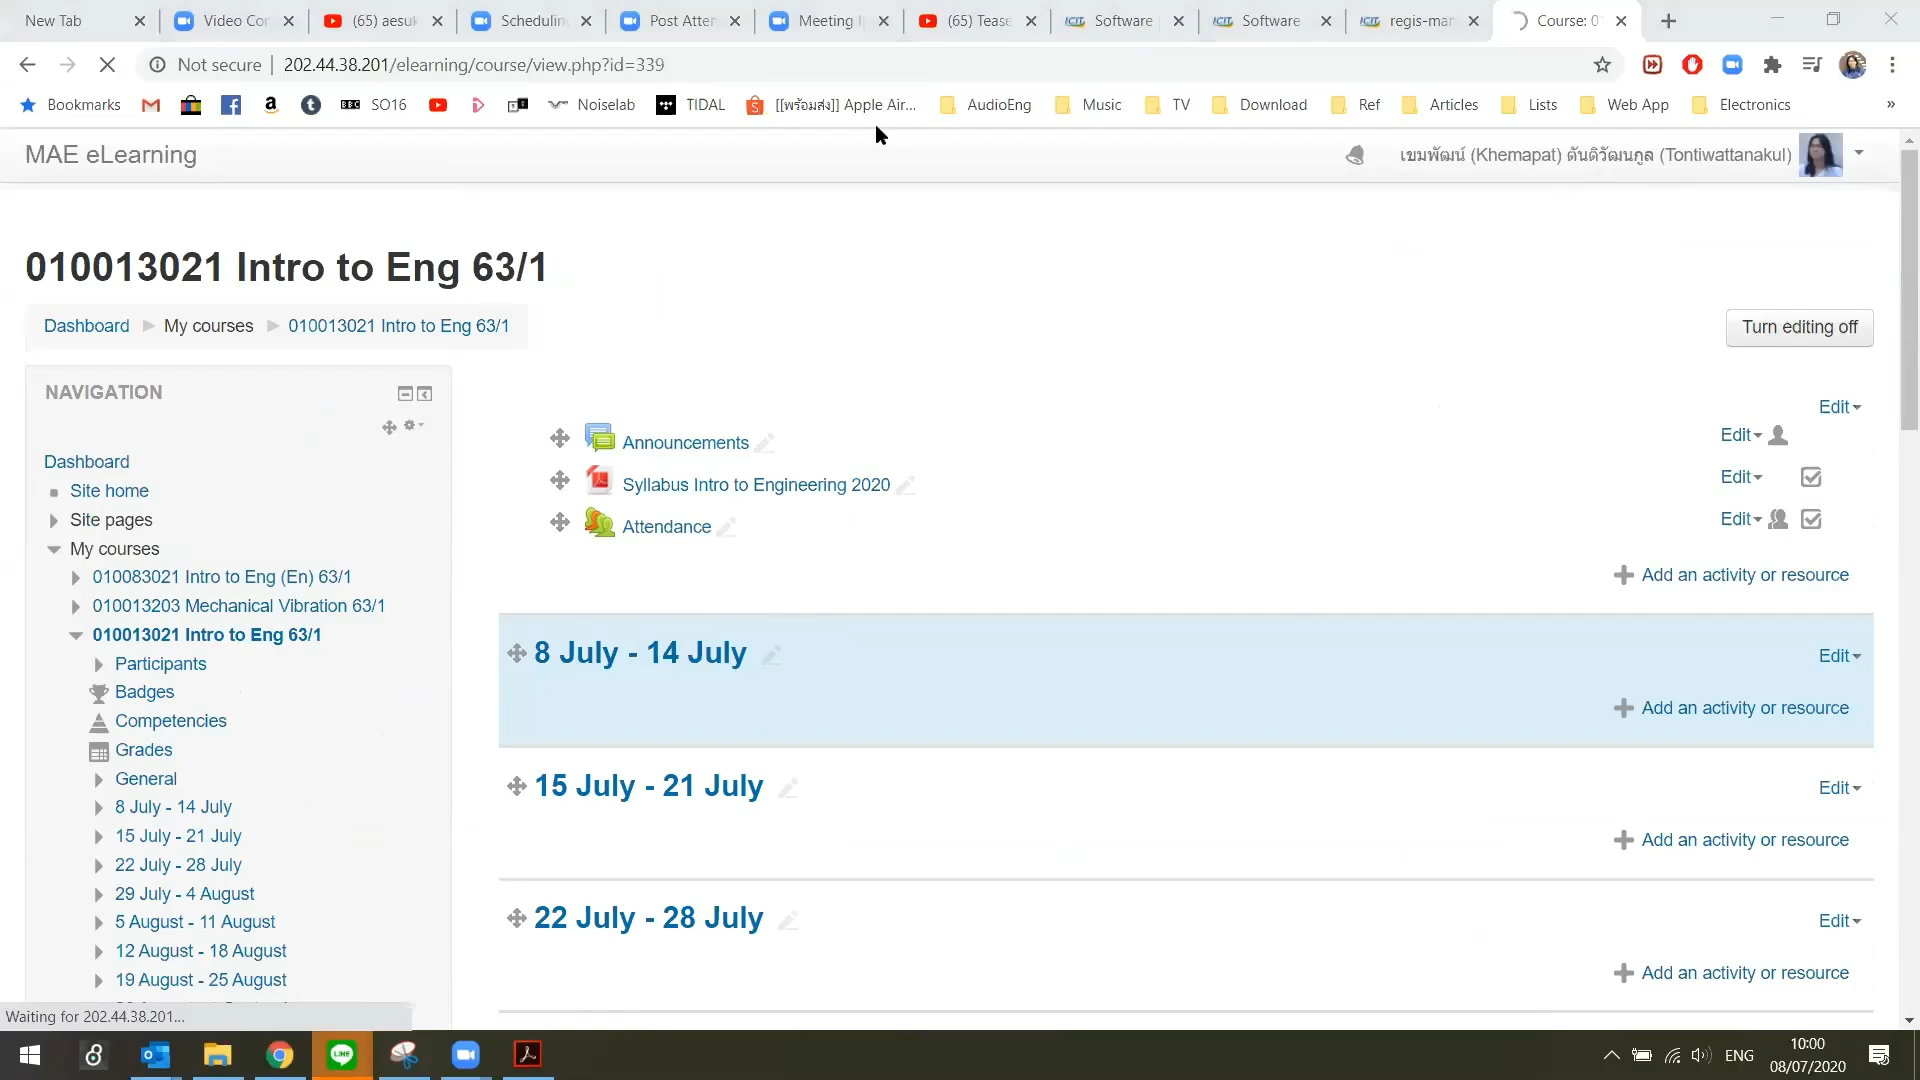 New Tab
Video Cor
(65) aesuk
Scheduling
Post Atten
Meeting I
(65) Tease
ICIT Software
ICIT Software
ICIT regis-mar
Course: 01
Not secure | 202.44.38.201/elearning/course/view.php?id=339
Bookmarks
BBC SO16
Noiselab
TIDAL
[[พร้อมส่ง]] Apple Air...
AudioEng
Music
TV
Download
Ref
Articles
Lists
Web App
Electronics
»
MAE eLearning
เขมพัฒน์ (Khemapat) ตันติวัฒนกูล (Tontiwattanakul)
010013021 Intro to Eng 63/1
Dashboard
My courses
010013021 Intro to Eng 63/1
Turn editing off
NAVIGATION
Dashboard
Site home
Site pages
My courses
010083021 Intro to Eng (En) 63/1
010013203 Mechanical Vibration 63/1
010013021 Intro to Eng 63/1
Participants
Badges
Competencies
Grades
General
8 July - 14 July
15 July - 21 July
22 July - 28 July
29 July - 4 August
5 August - 11 August
12 August - 18 August
19 August - 25 August
Edit
Announcements
Edit
Syllabus Intro to Engineering 2020
Edit
Attendance
Edit
Add an activity or resource
8 July - 14 July
Edit
Add an activity or resource
15 July - 21 July
Edit
Add an activity or resource
22 July - 28 July
Edit
Add an activity or resource
Waiting for 202.44.38.201...
LINE
ENG
10:00
08/07/2020